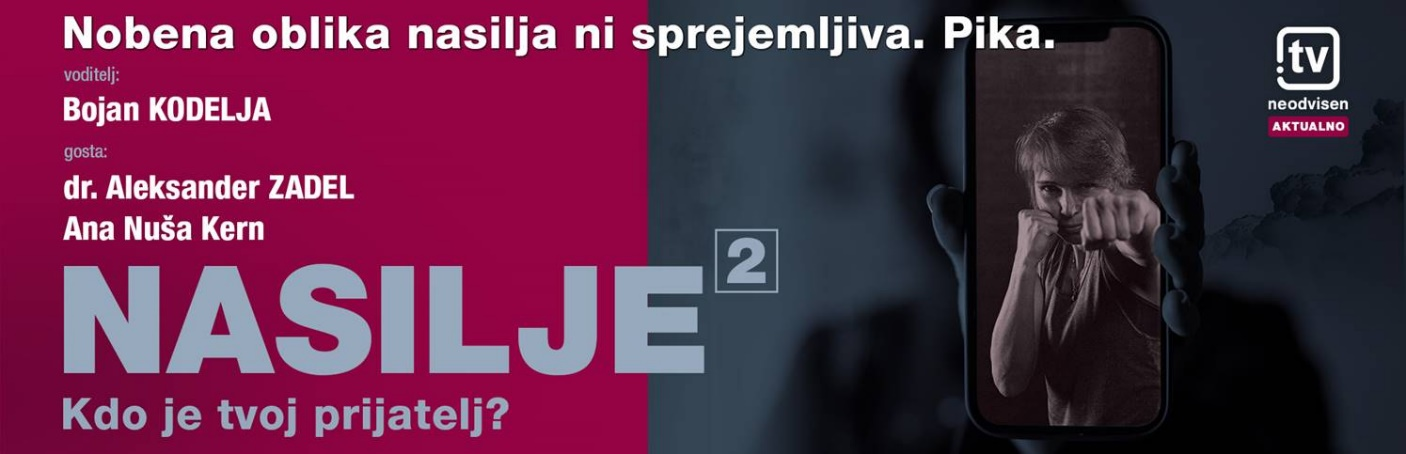 Nobena oblika nasilja ni sprejemljiva. Pika.
voditelj:
Bojan KODELJA
gosta:
dr. Aleksander ZADEL
Ana Nuša Kern
NASILJE 2
Kdo je tvoj prijatelj?
.tv
neodvisen
AKTUALNO